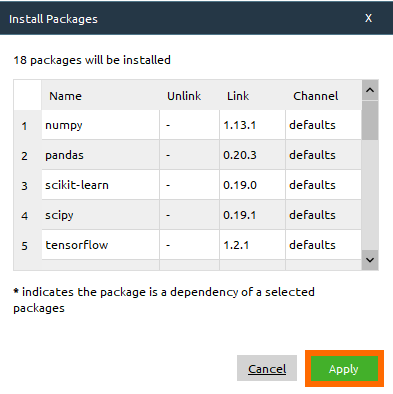 Install Packages X
18 packages will be installed
Name Unlink Link Channel
1 numpy - 1.13.1 defaults
2 pandas - 0.20.3 defaults
3 scikit-learn - 0.19.0 defaults
4 scipy - 0.19.1 defaults
5 tensorflow - 1.2.1 defaults
* indicates the package is a dependency of a selected
packages
Cancel Apply